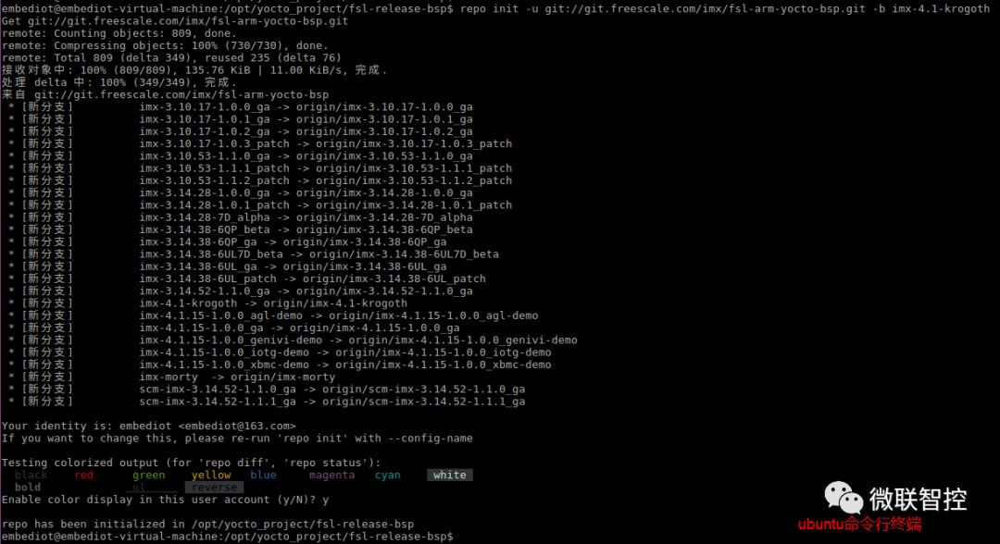 embediot@embediot-virtual-machine:/opt/yocto_project/fsl-release-bsp$ repo init -u git://git.freescale.com/imx/fsl-arm-yocto-bsp.git -b imx-4.1-krogoth
Get git://git.freescale.com/imx/fsl-arm-yocto-bsp.git
remote: Counting objects: 809, done.
remote: Compressing objects: 100% (730/730), done.
remote: Total 809 (delta 349), reused 235 (delta 76)
接收对象中: 100% (809/809), 135.76 KiB | 11.00 KiB/s, 完成.
处理 delta 中: 100% (349/349), 完成.
来自 git://git.freescale.com/imx/fsl-arm-yocto-bsp
* [新分支] imx-3.10.17-1.0.0_ga -> origin/imx-3.10.17-1.0.0_ga
* [新分支] imx-3.10.17-1.0.1_ga -> origin/imx-3.10.17-1.0.1_ga
* [新分支] imx-3.10.17-1.0.2_ga -> origin/imx-3.10.17-1.0.2_ga
* [新分支] imx-3.10.17-1.0.3_patch -> origin/imx-3.10.17-1.0.3_patch
* [新分支] imx-3.10.53-1.1.0_ga -> origin/imx-3.10.53-1.1.0_ga
* [新分支] imx-3.10.53-1.1.1_patch -> origin/imx-3.10.53-1.1.1_patch
* [新分支] imx-3.10.53-1.1.2_patch -> origin/imx-3.10.53-1.1.2_patch
* [新分支] imx-3.14.28-1.0.0_ga -> origin/imx-3.14.28-1.0.0_ga
* [新分支] imx-3.14.28-1.0.1_patch -> origin/imx-3.14.28-1.0.1_patch
* [新分支] imx-3.14.28-7D_alpha -> origin/imx-3.14.28-7D_alpha
* [新分支] imx-3.14.38-6QP_beta -> origin/imx-3.14.38-6QP_beta
* [新分支] imx-3.14.38-6QP_ga -> origin/imx-3.14.38-6QP_ga
* [新分支] imx-3.14.38-6UL7D_beta -> origin/imx-3.14.38-6UL7D_beta
* [新分支] imx-3.14.38-6UL_ga -> origin/imx-3.14.38-6UL_ga
* [新分支] imx-3.14.38-6UL_patch -> origin/imx-3.14.38-6UL_patch
* [新分支] imx-3.14.52-1.1.0_ga -> origin/imx-3.14.52-1.1.0_ga
* [新分支] imx-4.1-krogoth -> origin/imx-4.1-krogoth
* [新分支] imx-4.1.15-1.0.0_agl-demo -> origin/imx-4.1.15-1.0.0_agl-demo
* [新分支] imx-4.1.15-1.0.0_ga -> origin/imx-4.1.15-1.0.0_ga
* [新分支] imx-4.1.15-1.0.0_genivi-demo -> origin/imx-4.1.15-1.0.0_genivi-demo
* [新分支] imx-4.1.15-1.0.0_iotg-demo -> origin/imx-4.1.15-1.0.0_iotg-demo
* [新分支] imx-4.1.15-1.0.0_xbmc-demo -> origin/imx-4.1.15-1.0.0_xbmc-demo
* [新分支] imx-morty -> origin/imx-morty
* [新分支] scm-imx-3.14.52-1.1.0_ga -> origin/scm-imx-3.14.52-1.1.0_ga
* [新分支] scm-imx-3.14.52-1.1.1_ga -> origin/scm-imx-3.14.52-1.1.1_ga
Your identity is: embediot <embediot@163.com>
If you want to change this, please re-run 'repo init' with --config-name
Testing colorized output (for 'repo diff', 'repo status'):
black red green yellow blue magenta cyan white
bold ul reverse
Enable color display in this user account (y/N)? y
repo has been initialized in /opt/yocto_project/fsl-release-bsp
embediot@embediot-virtual-machine:/opt/yocto_project/fsl-release-bsp$
微联智控
ubuntu命令行终端